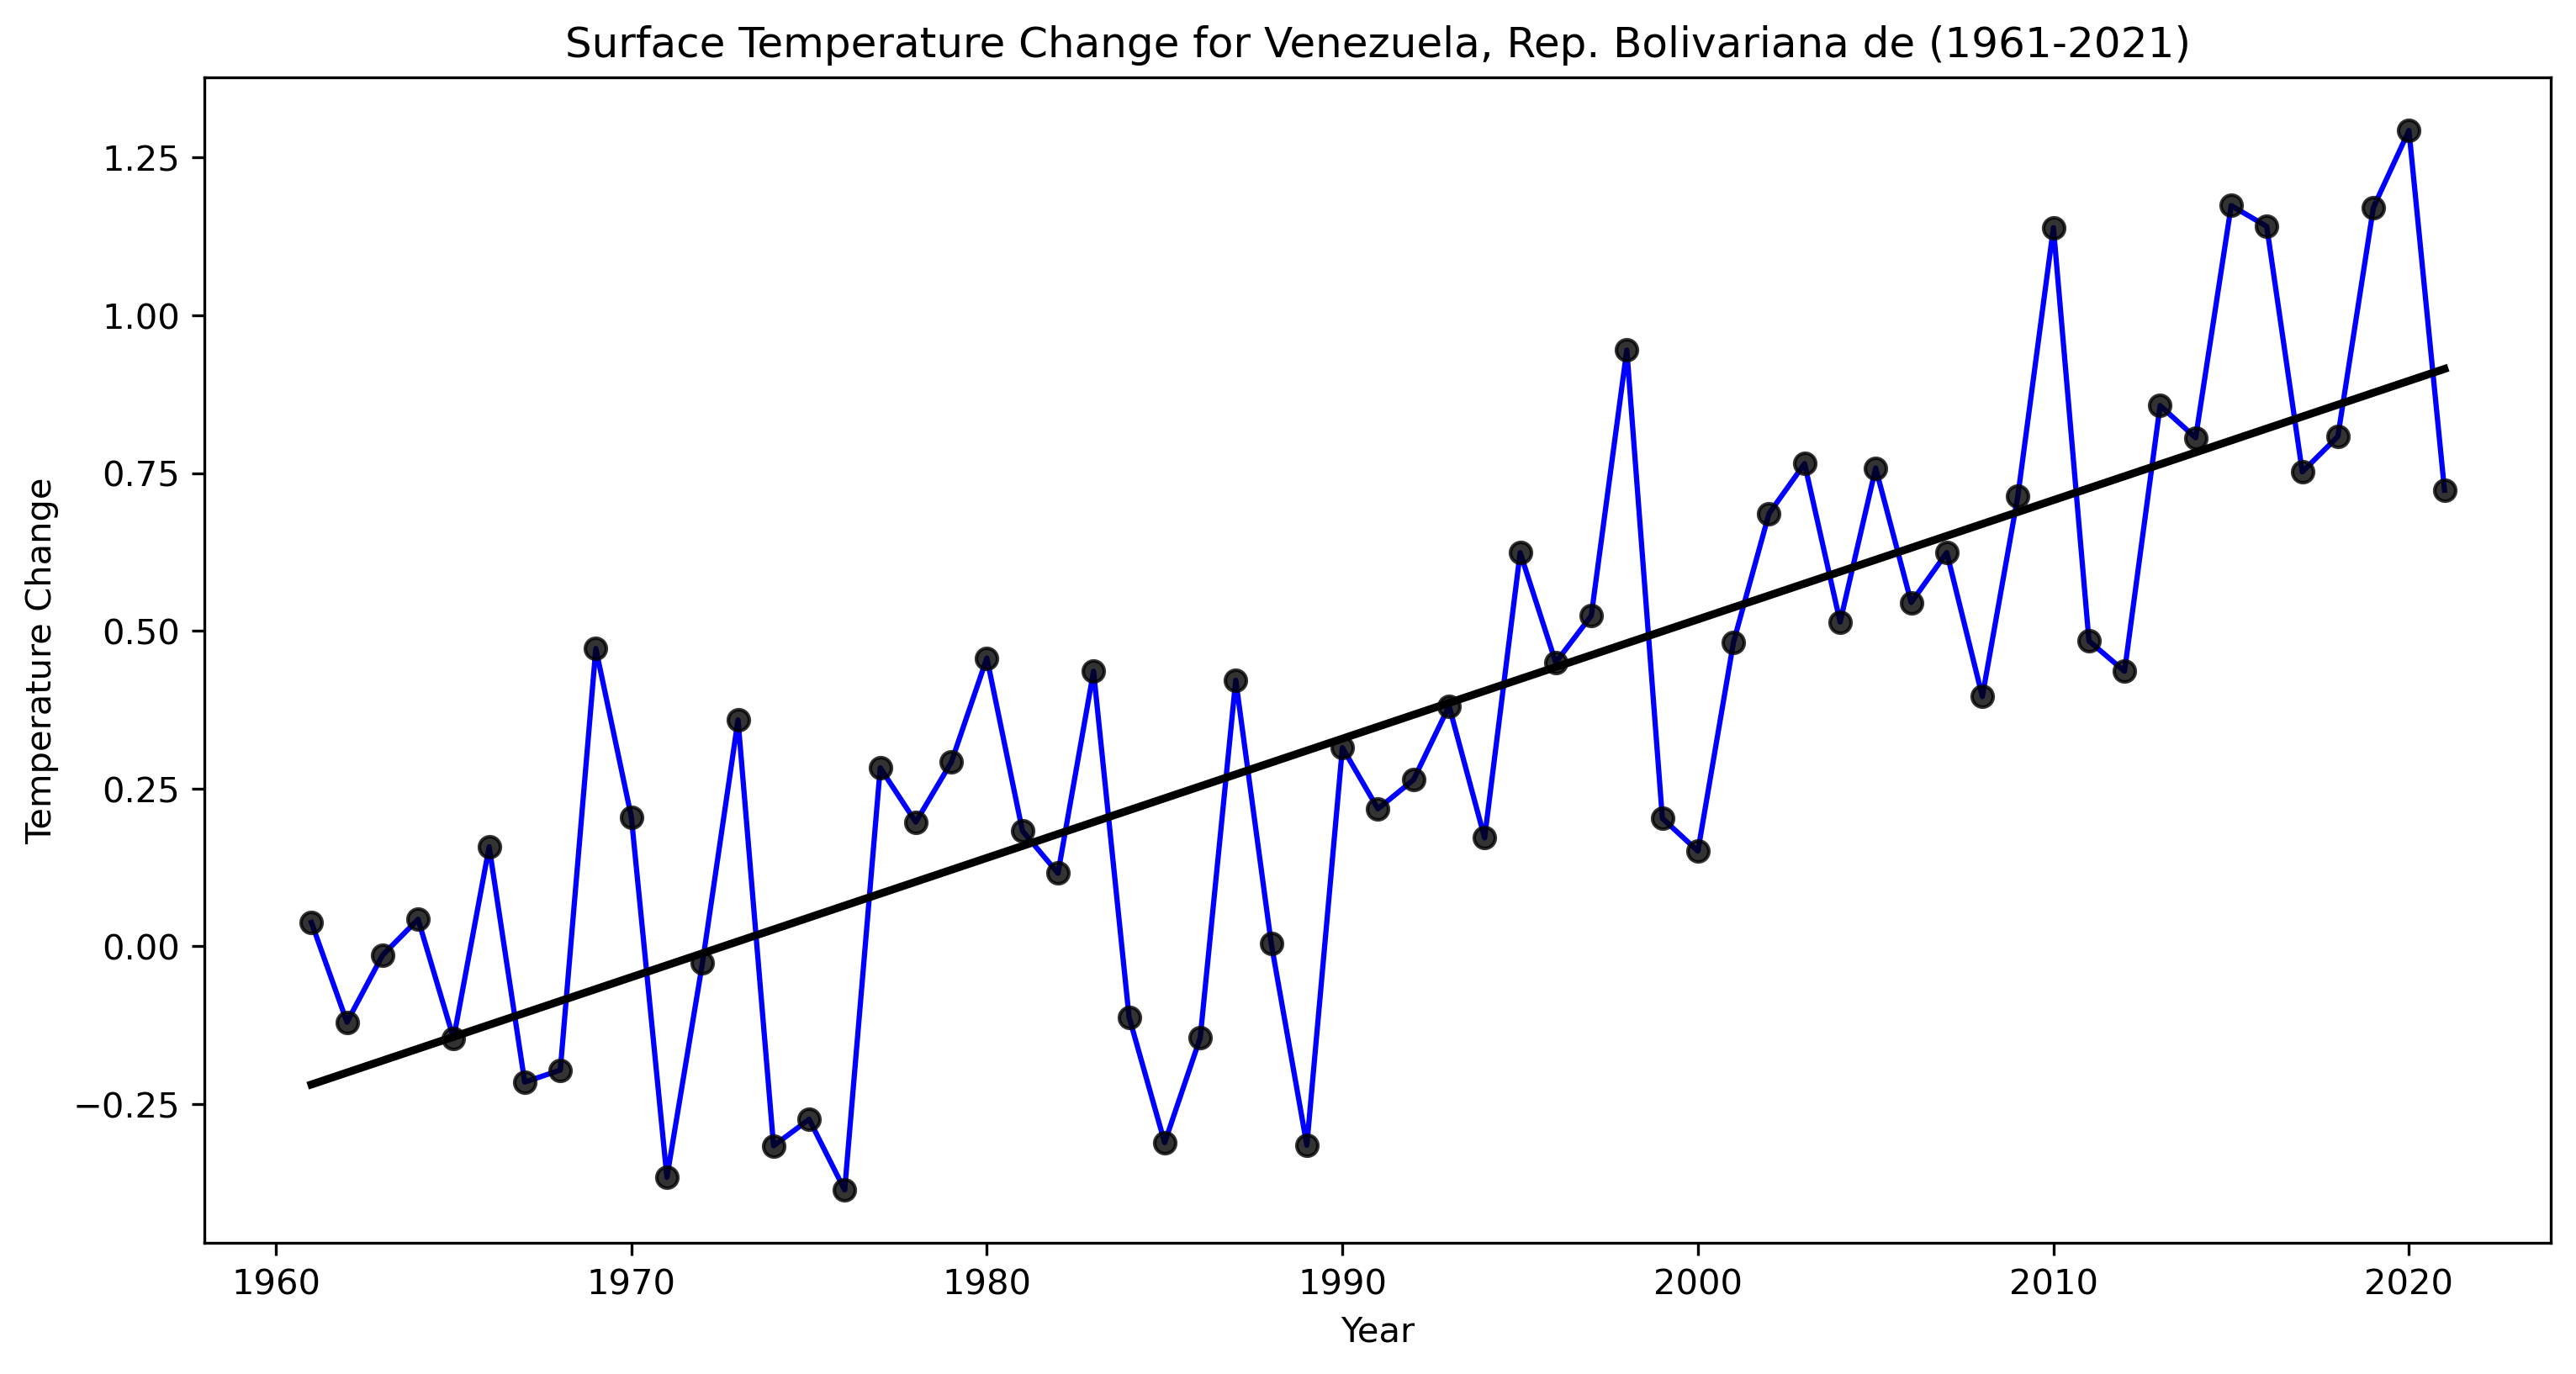 Surface Temperature Change for Venezuela, Rep. Bolivariana de (1961-2021)
1.25
1.00
0.75
0.50
0.25
0.00
−0.25
Temperature Change
1960 1970 1980 1990 2000 2010 2020
Year